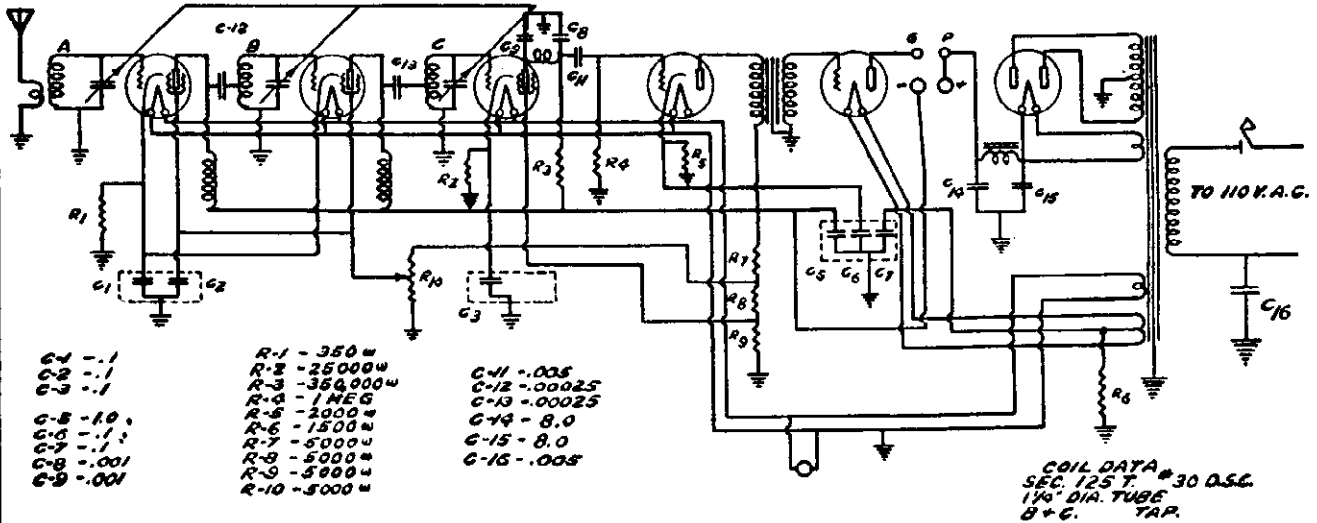 A
C-12
B
C-13
C
C9
C8
C11
G P
- +
R1
R2
R3
R4
R5
C14
C15
TO 110 V. A.C.
C1
C2
R10
C3
R7
R8
R9
C5
C6
C7
R6
C16
C-1 - .1
C-2 - .1
C-3 - .1
C-5 - 1.0
C-6 - .1
C-7 - .1
C-8 - .001
C-9 - .001
R-1 - 350 ω
R-2 - 25000 ω
R-3 - 350,000 ω
R-4 - 1 MEG
R-5 - 2000 ω
R-6 - 1500 ω
R-7 - 5000 ω
R-8 - 5000 ω
R-9 - 5000 ω
R-10 - 5000 ω
C-11 - .005
C-12 - .00025
C-13 - .00025
C-14 - 8.0
C-15 - 8.0
C-16 - .005
COIL DATA
SEC. 125 T. #30 D.S.C.
1¼" DIA. TUBE
B + C. TAP.